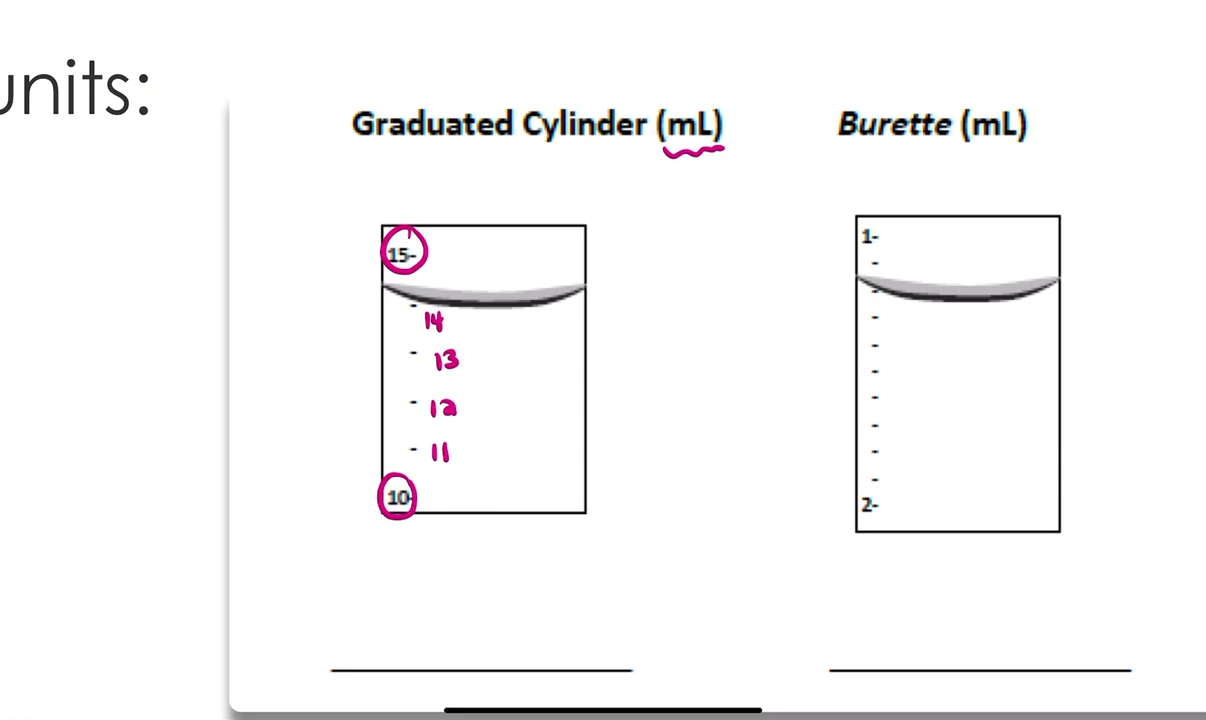 units:
Graduated Cylinder (mL)
Burette (mL)
15-
14
13
12
11
10-
1-
2-